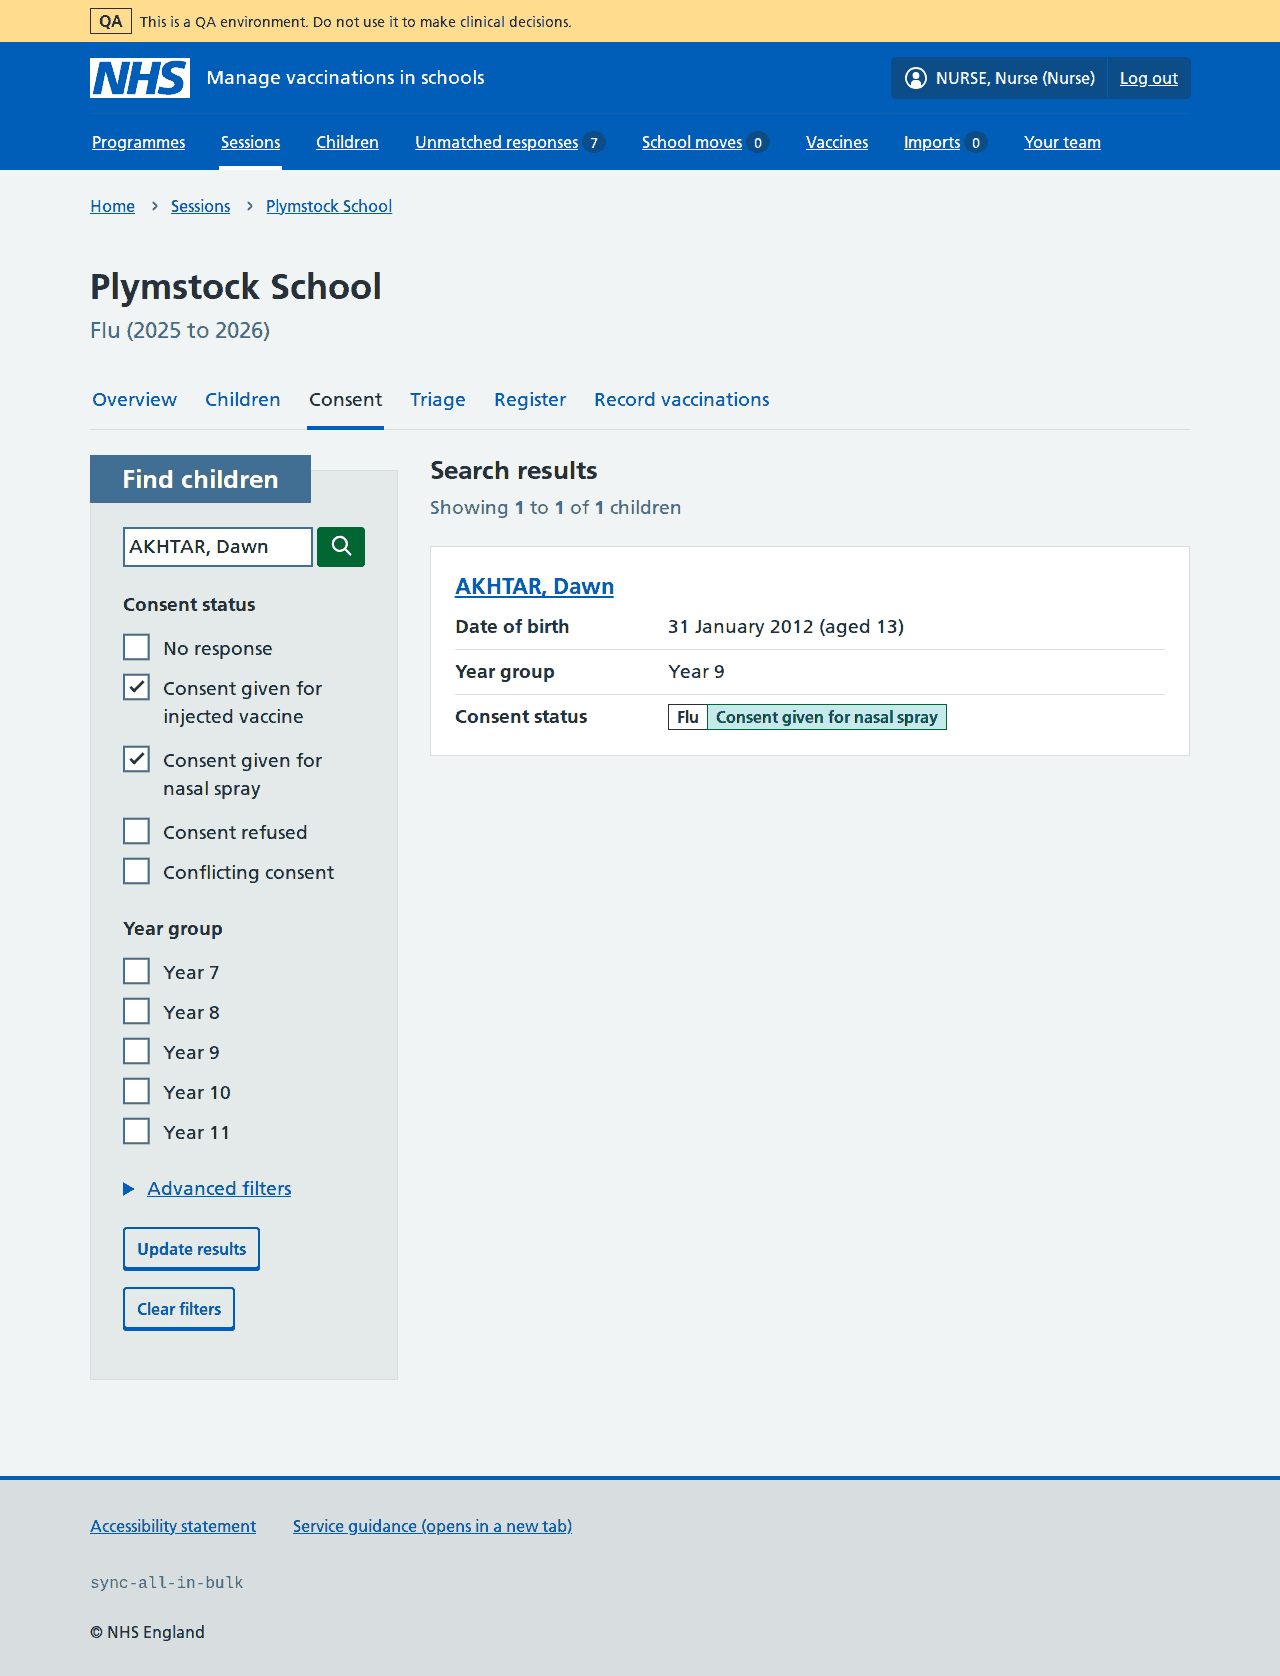 QA This is a QA environment. Do not use it to make clinical decisions.
NHS Manage vaccinations in schools NURSE, Nurse (Nurse) Log out
Programmes Sessions Children Unmatched responses 7 School moves 0 Vaccines Imports 0 Your team
Home Sessions Plymstock School
Plymstock School
Flu (2025 to 2026)
Overview Children Consent Triage Register Record vaccinations
Find children
AKHTAR, Dawn
Consent status
No response
Consent given for
injected vaccine
Consent given for
nasal spray
Consent refused
Conflicting consent
Year group
Year 7
Year 8
Year 9
Year 10
Year 11
Advanced filters
Update results
Clear filters
Search results
Showing 1 to 1 of 1 children
AKHTAR, Dawn
Date of birth 31 January 2012 (aged 13)
Year group Year 9
Consent status Flu Consent given for nasal spray
Accessibility statement Service guidance (opens in a new tab)
sync-all-in-bulk
© NHS England